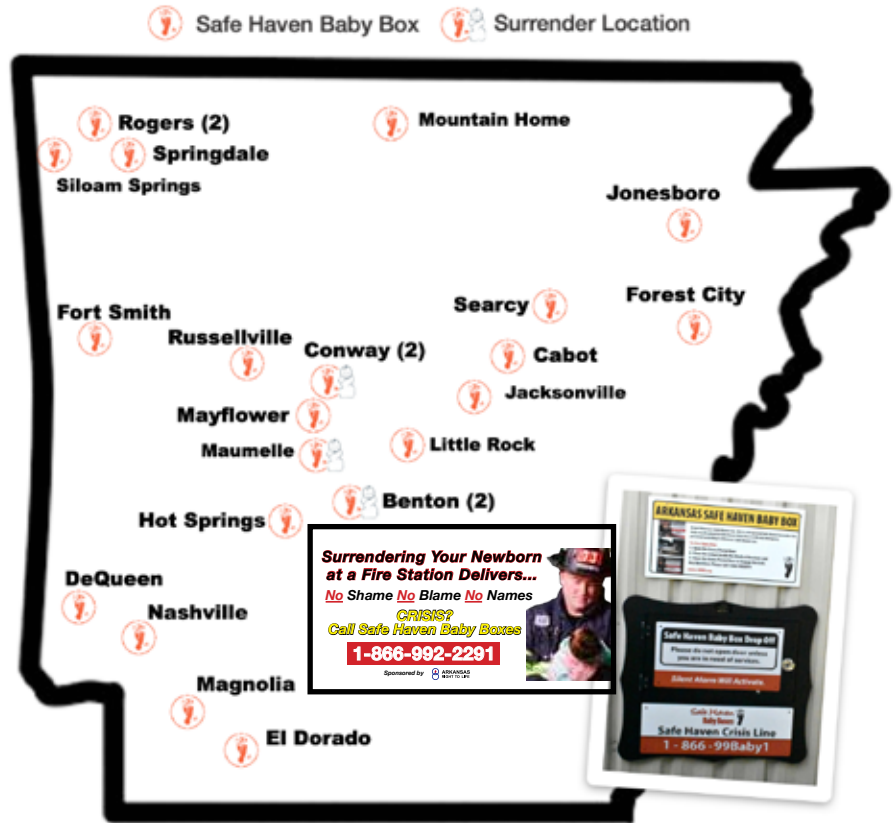 Safe Haven Baby Box
Surrender Location
Rogers (2)
Mountain Home
Springdale
Siloam Springs
Jonesboro
Fort Smith
Searcy
Forest City
Russellville
Conway (2)
Cabot
Jacksonville
Mayflower
Maumelle
Little Rock
Benton (2)
Hot Springs
DeQueen
Nashville
Magnolia
El Dorado
Surrendering Your Newborn
at a Fire Station Delivers...
No Shame No Blame No Names
CRISIS?
Call Safe Haven Baby Boxes
1-866-992-2291
Sponsored by
ARKANSAS
RIGHT TO LIFE
ARKANSAS SAFE HAVEN BABY BOX
Safe Haven Baby Box Drop Off
Please do not open door unless
you are in need of services.
Silent Alarm Will Activate.
Safe Haven
Baby Boxes
Safe Haven Crisis Line
1-866-99Baby1